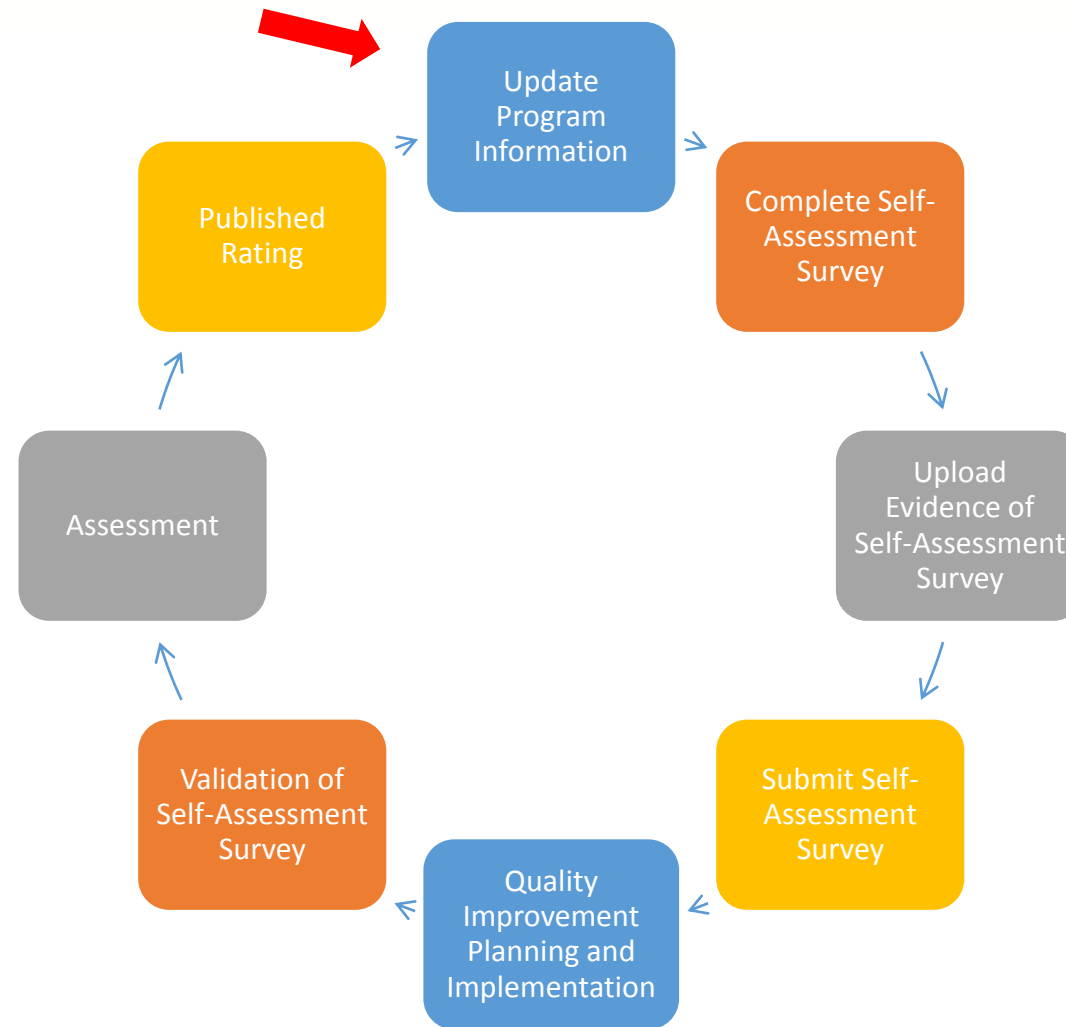 Update
Program
Information
Complete Self-
Assessment
Survey
Upload
Evidence of
Self-Assessment
Survey
Submit Self-
Assessment
Survey
Quality
Improvement
Planning and
Implementation
Validation of
Self-Assessment
Survey
Assessment
Published
Rating